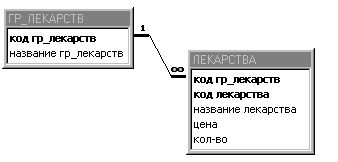 ГР_ЛЕКАРСТВ
код гр_лекарств
название гр_лекарств
1
∞
ЛЕКАРСТВА
код гр_лекарств
код лекарства
название лекарства
цена
кол-во